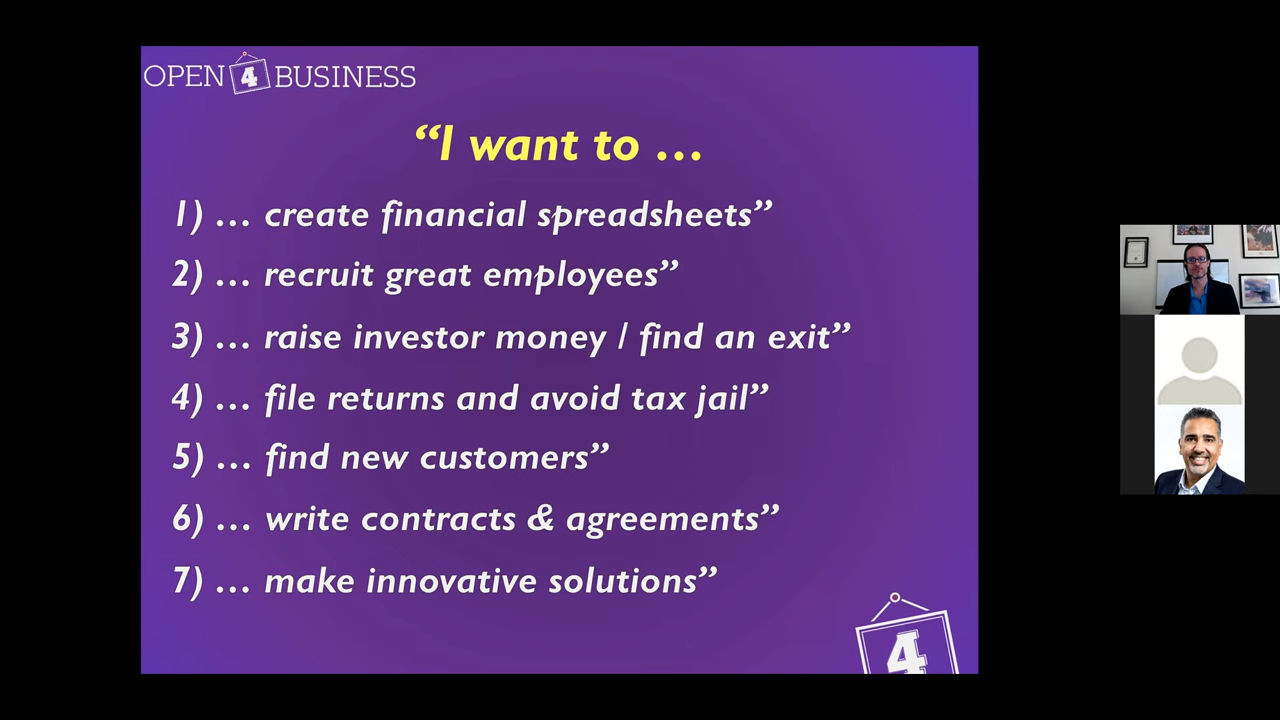 OPEN 4 BUSINESS
“I want to …
1) … create financial spreadsheets”
2) … recruit great employees”
3) … raise investor money / find an exit”
4) … file returns and avoid tax jail”
5) … find new customers”
6) … write contracts & agreements”
7) … make innovative solutions”
4